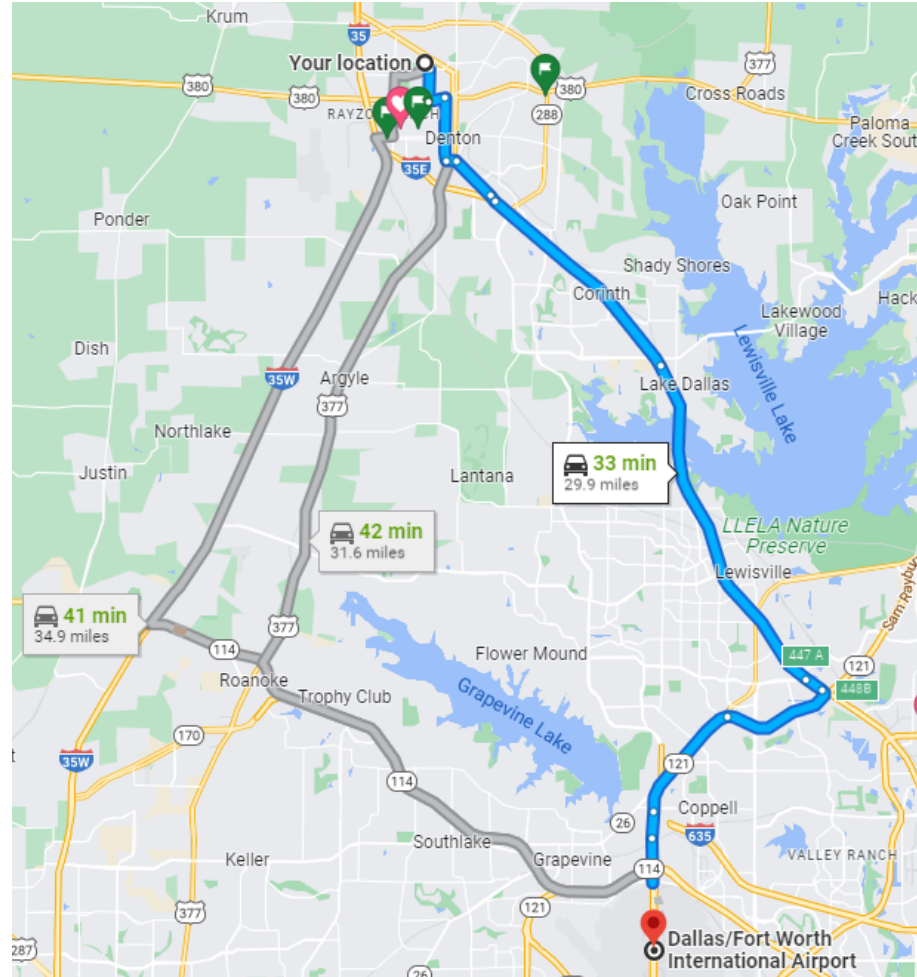 Krum
35
377
Your location
380
380
380
Cross Roads
288
Paloma
Creek South
Denton
35E
Oak Point
Ponder
Shady Shores
Corinth
Lakewood
Village
Dish
35W
Argyle
Lake Dallas
Lewisville Lake
377
Northlake
33 min
29.9 miles
Justin
Lantana
LLELA Nature
Preserve
42 min
31.6 miles
Lewisville
41 min
34.9 miles
377
114
Flower Mound
447 A
121
448B
Roanoke
Trophy Club
Grapevine Lake
170
35W
121
114
Coppell
26
635
Southlake
VALLEY RANCH
Keller
Grapevine
114
377
121
Dallas/Fort Worth
International Airport
287
26